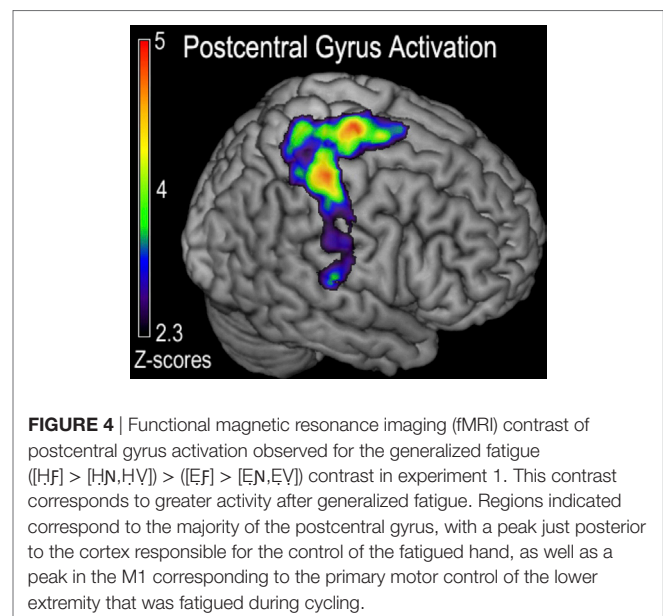 Postcentral Gyrus Activation
5
4
2.3
Z-scores
FIGURE 4 | Functional magnetic resonance imaging (fMRI) contrast of
postcentral gyrus activation observed for the generalized fatigue
([ḤF̣] > [ḤṆ,ḤṾ]) > ([ẸF̣] > [ẸṆ,ẸṾ]) contrast in experiment 1. This contrast
corresponds to greater activity after generalized fatigue. Regions indicated
correspond to the majority of the postcentral gyrus, with a peak just posterior
to the cortex responsible for the control of the fatigued hand, as well as a
peak in the M1 corresponding to the primary motor control of the lower
extremity that was fatigued during cycling.